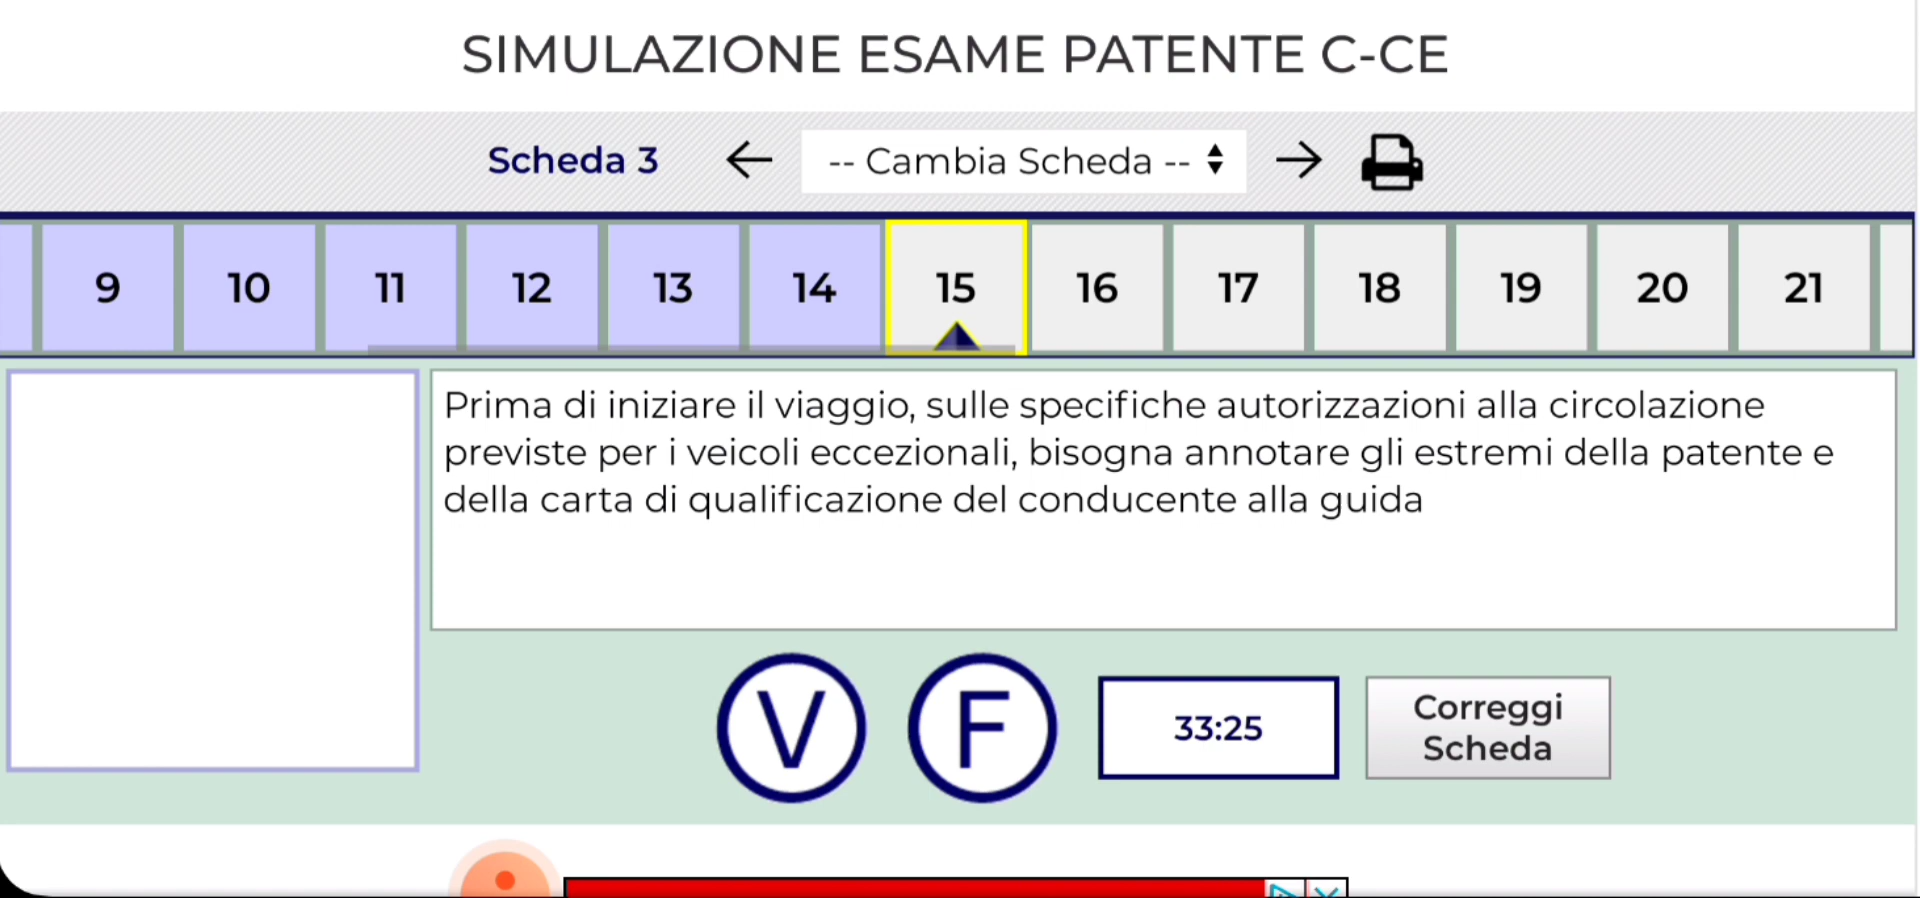 SIMULAZIONE ESAME PATENTE C-CE
Scheda 3
-- Cambia Scheda --
9 10 11 12 13 14 15 16 17 18 19 20 21
Prima di iniziare il viaggio, sulle specifiche autorizzazioni alla circolazione
previste per i veicoli eccezionali, bisogna annotare gli estremi della patente e
della carta di qualificazione del conducente alla guida
V F
33:25
Correggi
Scheda